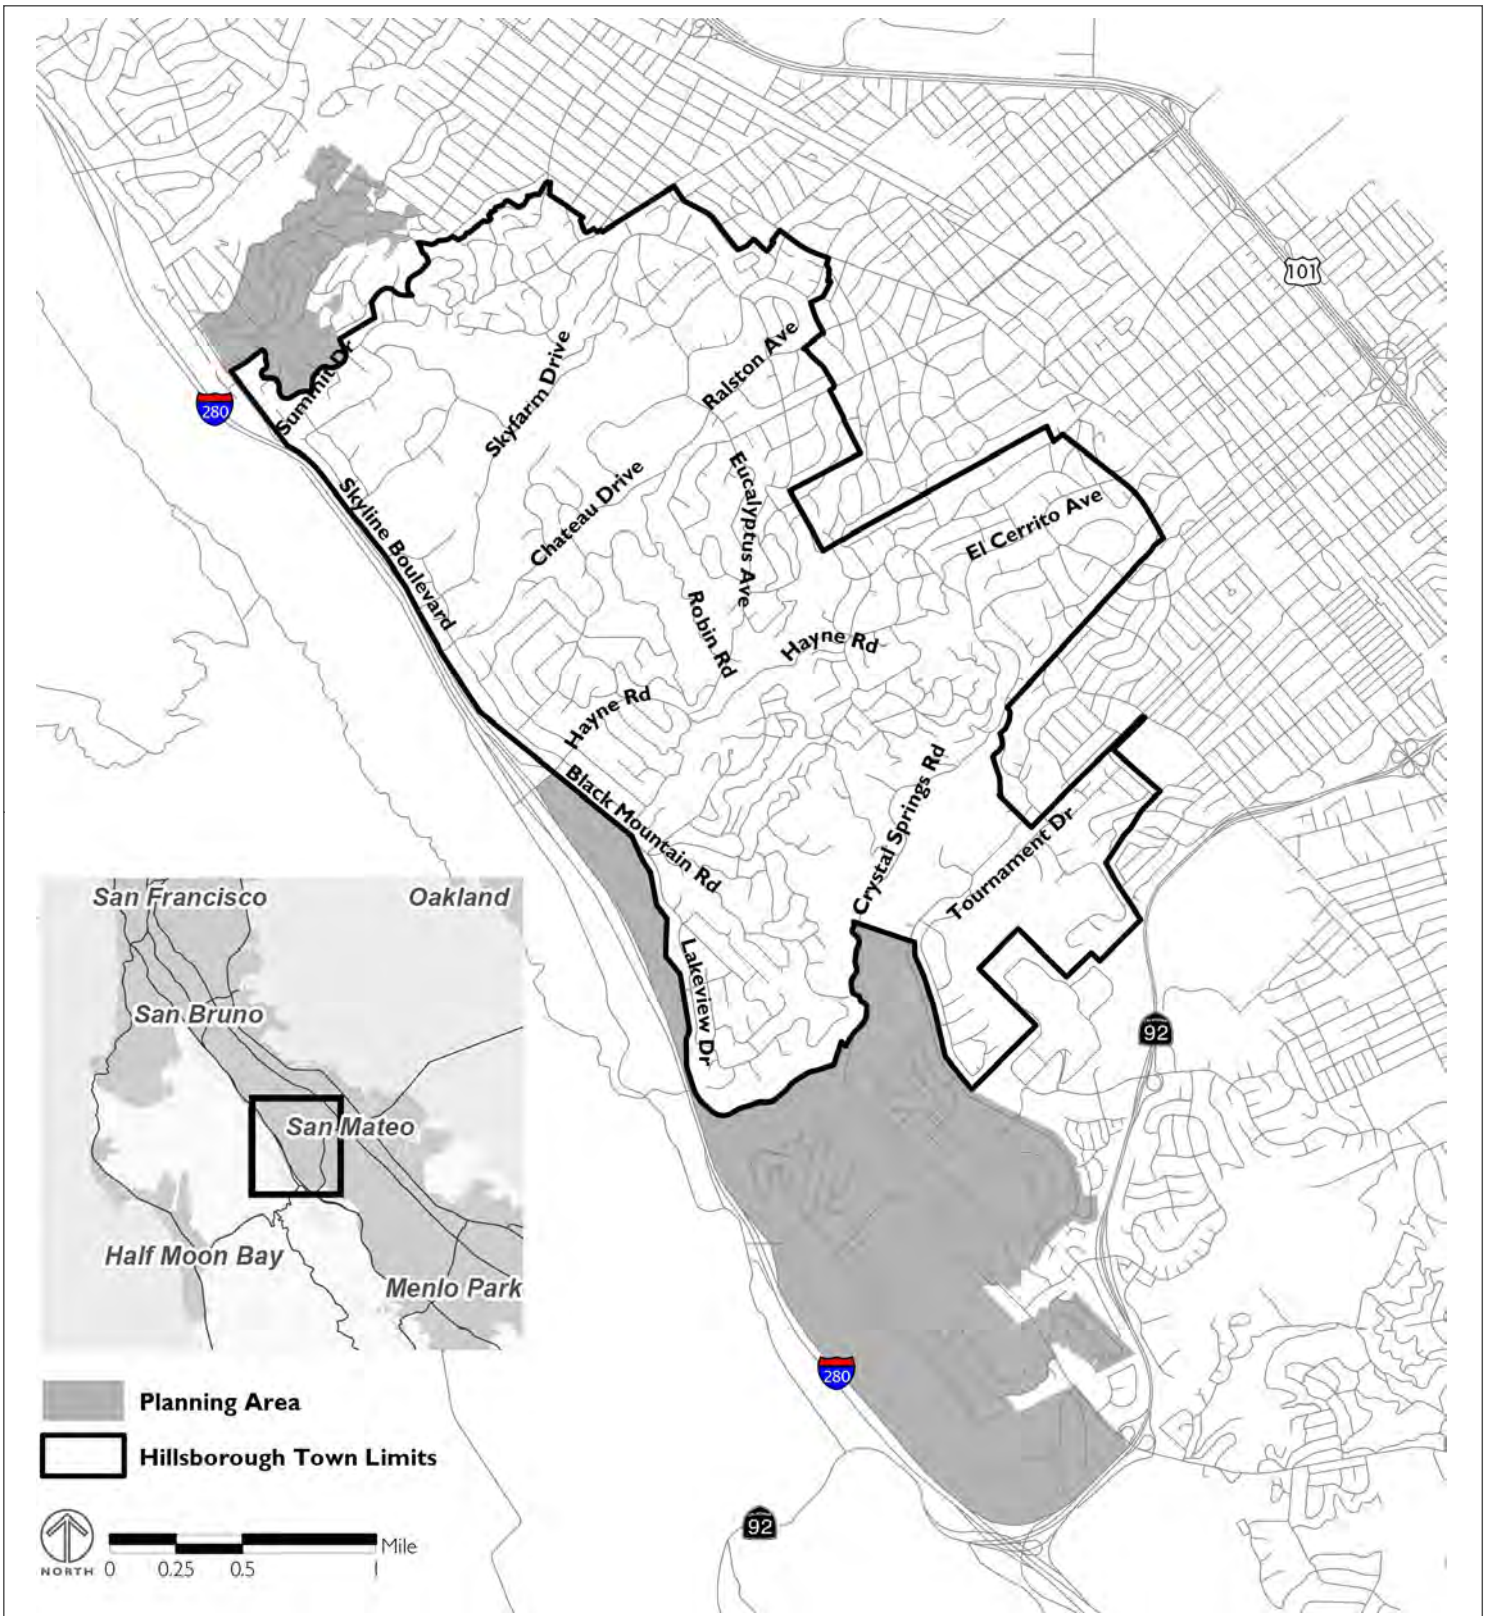 101
280
Summit Dr
Skyfarm Drive
Ralston Ave
Skyline Boulevard
Chateau Drive
Eucalyptus Ave
El Cerrito Ave
Robin Rd
Hayne Rd
Hayne Rd
Black Mountain Rd
Crystal Springs Rd
Tournament Dr
Lakeview Dr
92
San Francisco
Oakland
San Bruno
San Mateo
Half Moon Bay
Menlo Park
280
92
Planning Area
Hillsborough Town Limits
NORTH
0 0.25 0.5 1 Mile